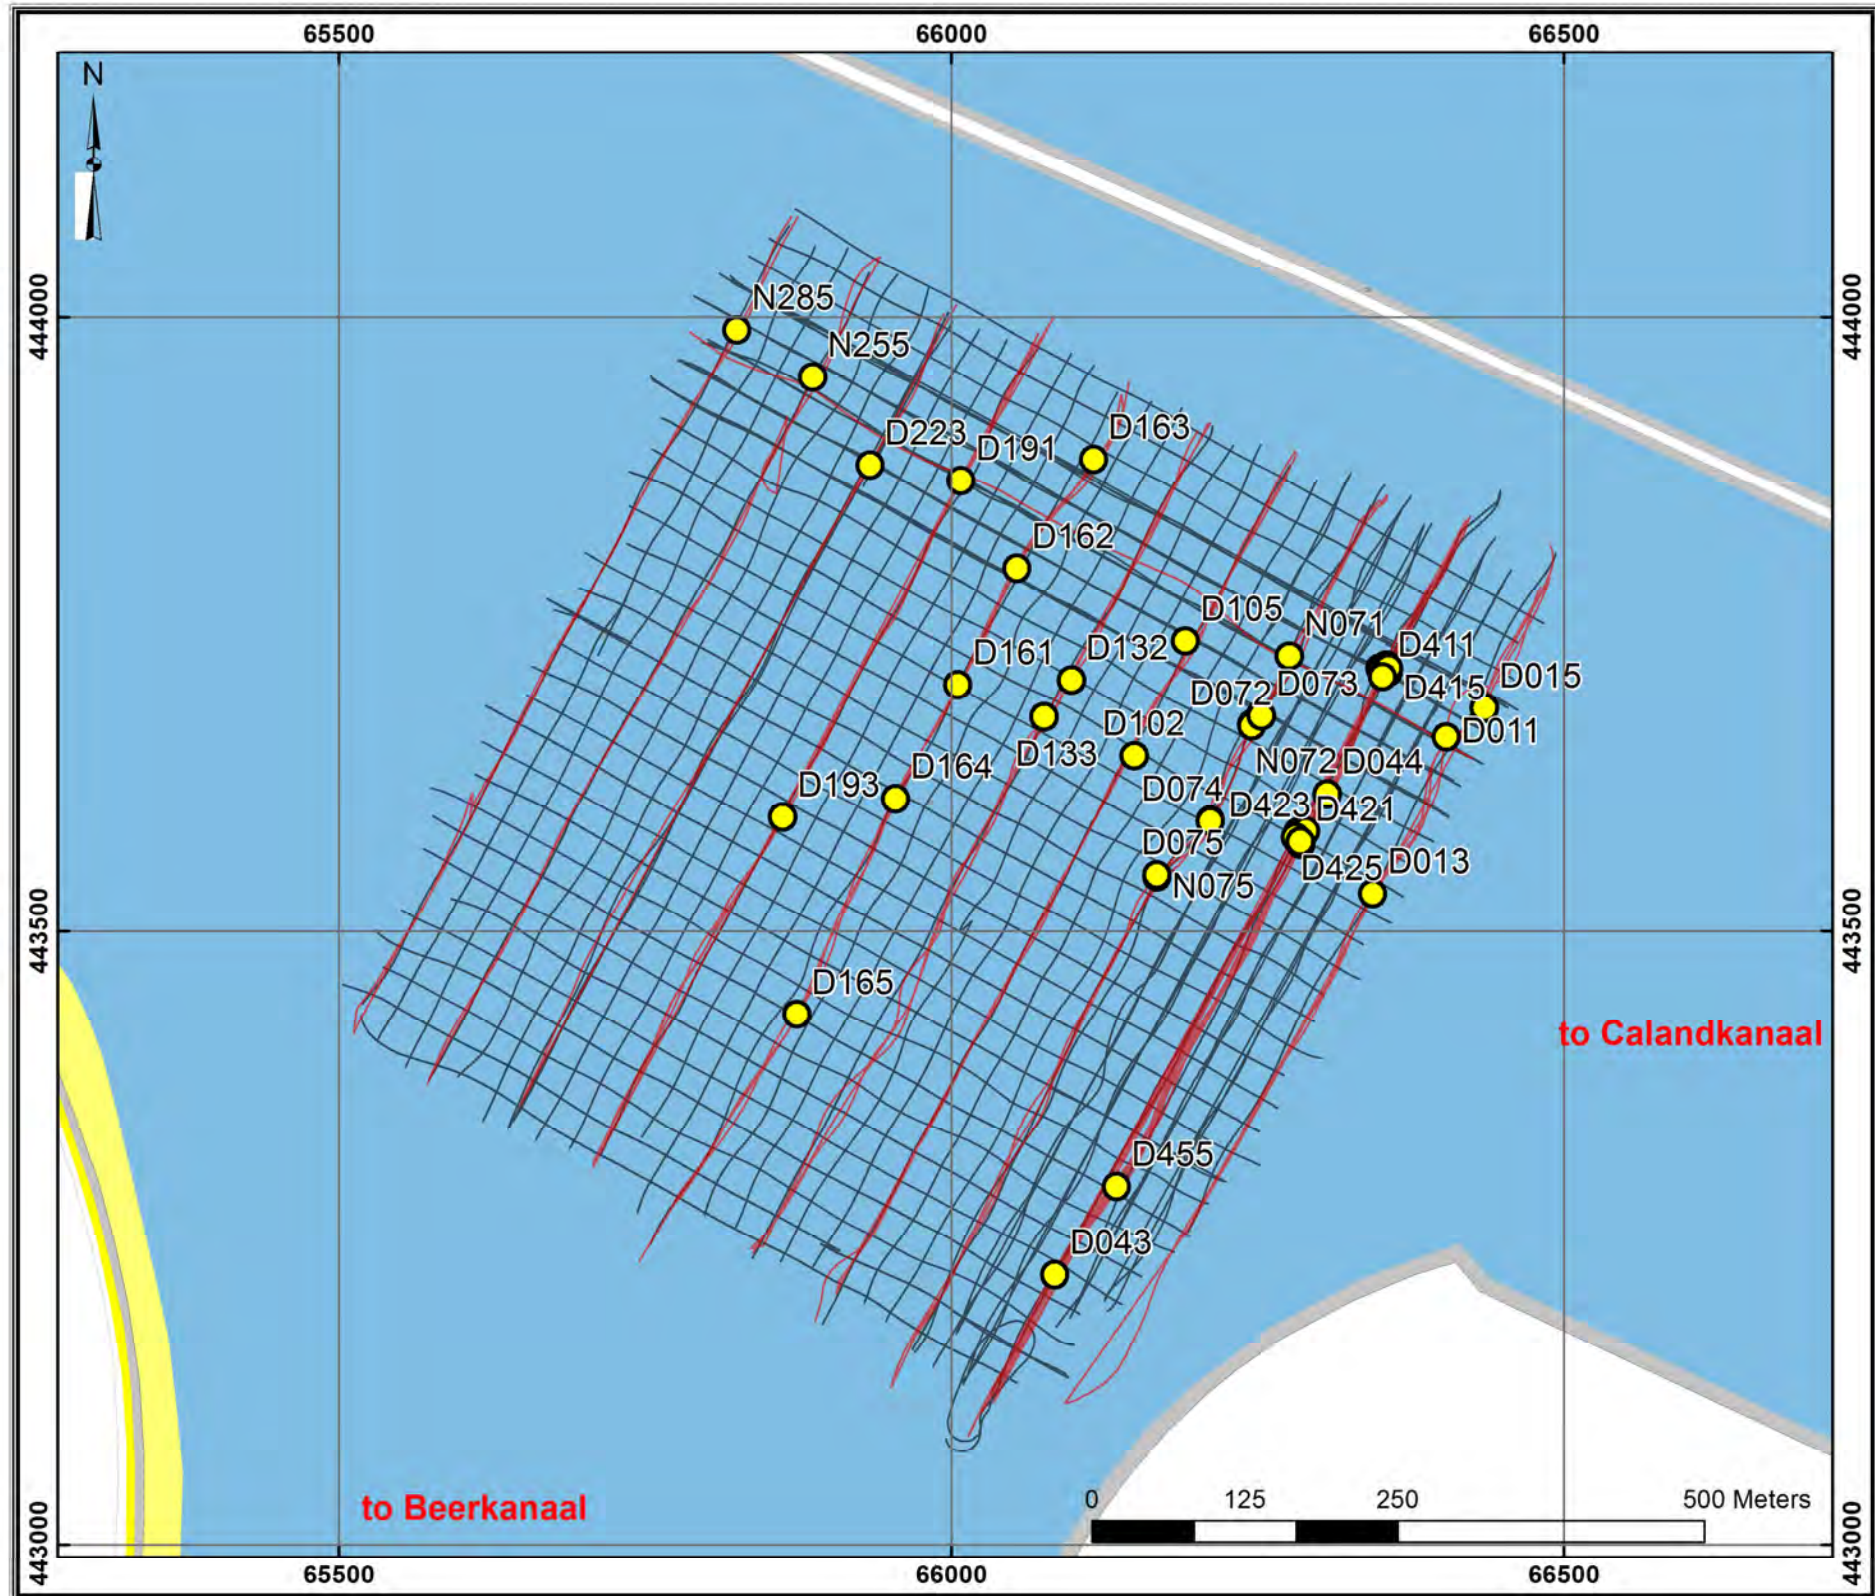 65500 66000 66500
N
44000 44000
N285
N255
D223
D191
D163
D162
D105
N071
D411
D161
D132
D015
D073
D415
D072
D102
D011
D133
N072
D044
D164
D193
D074
D423
D421
D075
D425
D013
N075
443500 443500
D165
to Calandkanaal
D455
D043
0 125 250 500 Meters
to Beerkanaal
443000 443000
65500 66000 66500